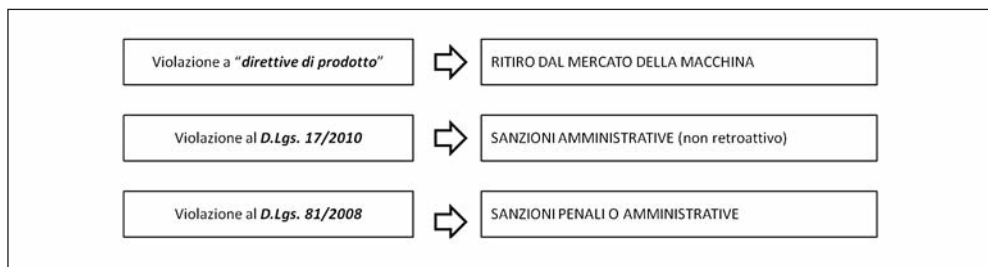 Violazione a "direttive di prodotto" RITIRO DAL MERCATO DELLA MACCHINA
Violazione al D.Lgs. 17/2010 SANZIONI AMMINISTRATIVE (non retroattivo)
Violazione al D.Lgs. 81/2008 SANZIONI PENALI O AMMINISTRATIVE